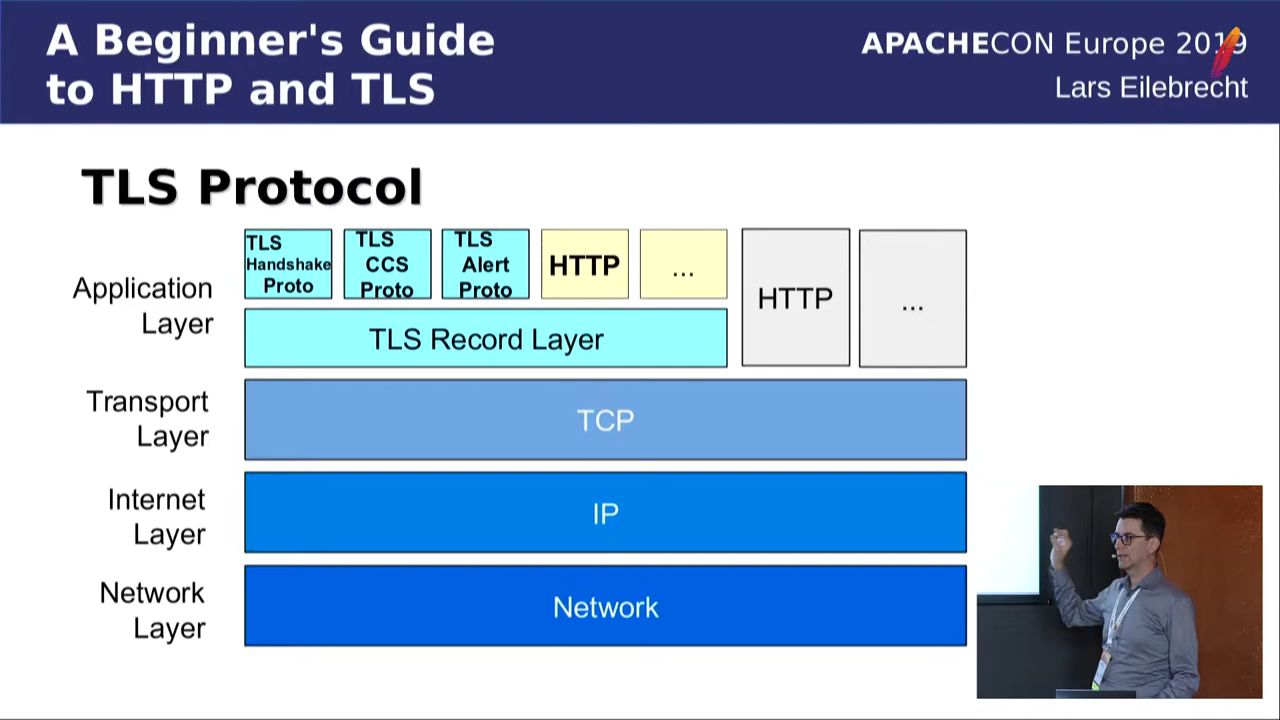 A Beginner's Guide
to HTTP and TLS
APACHECON Europe 2019
Lars Eilebrecht
TLS Protocol
Application
Layer
TLS
Handshake
Proto
TLS
CCS
Proto
TLS
Alert
Proto
HTTP
...
HTTP
...
TLS Record Layer
Transport
Layer
TCP
Internet
Layer
IP
Network
Layer
Network